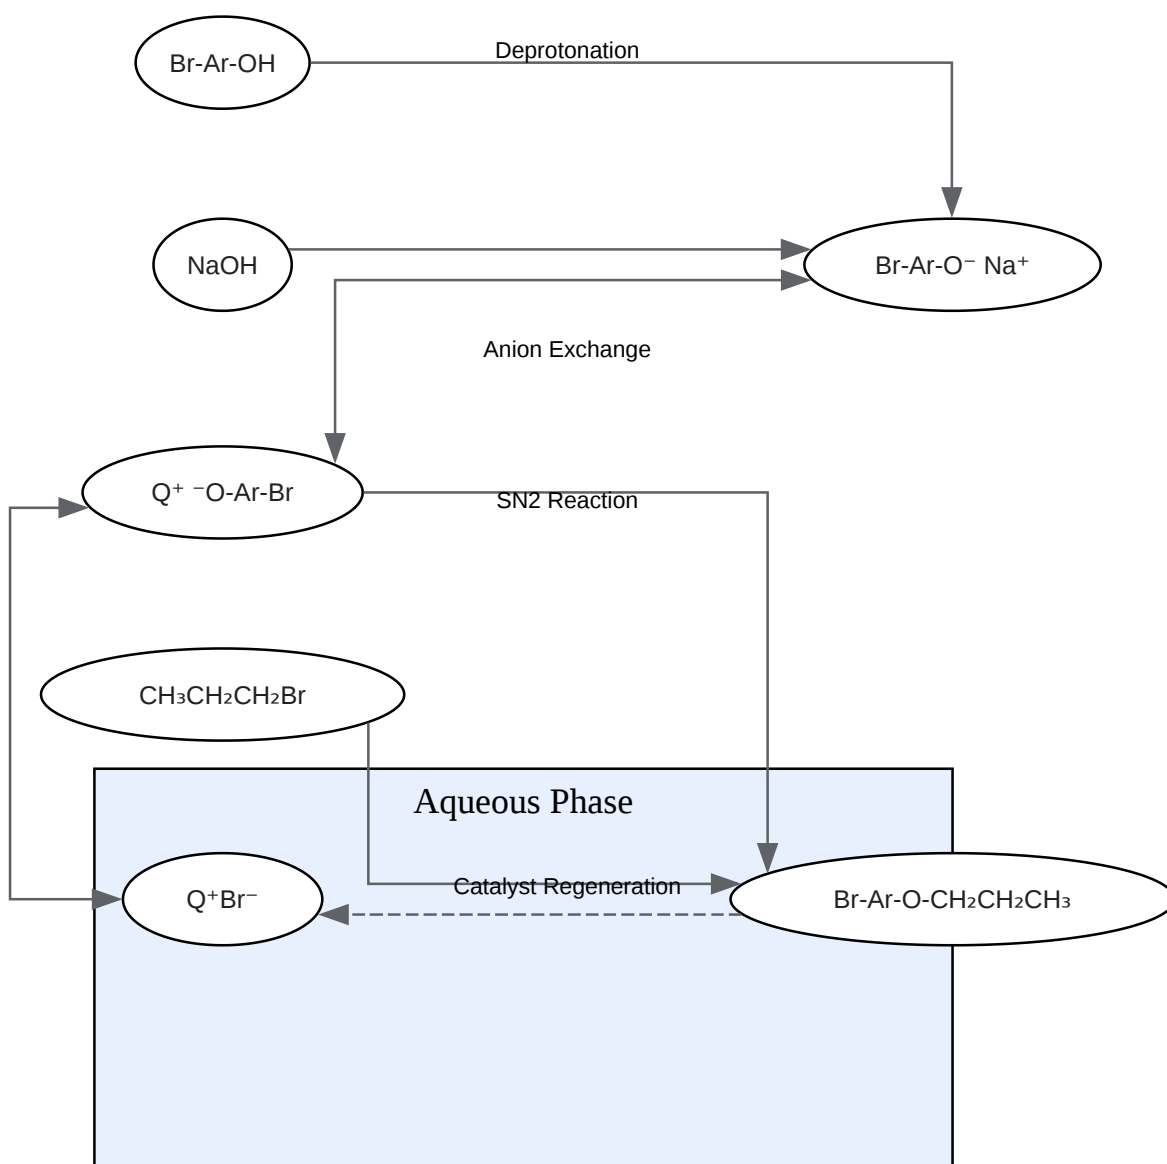 Deprotonation
Br-Ar-OH
NaOH
Br-Ar-O⁻ Na⁺
Anion Exchange
Q⁺ ⁻O-Ar-Br
SN2 Reaction
CH₃CH₂CH₂Br
Aqueous Phase
Catalyst Regeneration
Q⁺Br⁻
Br-Ar-O-CH₂CH₂CH₃